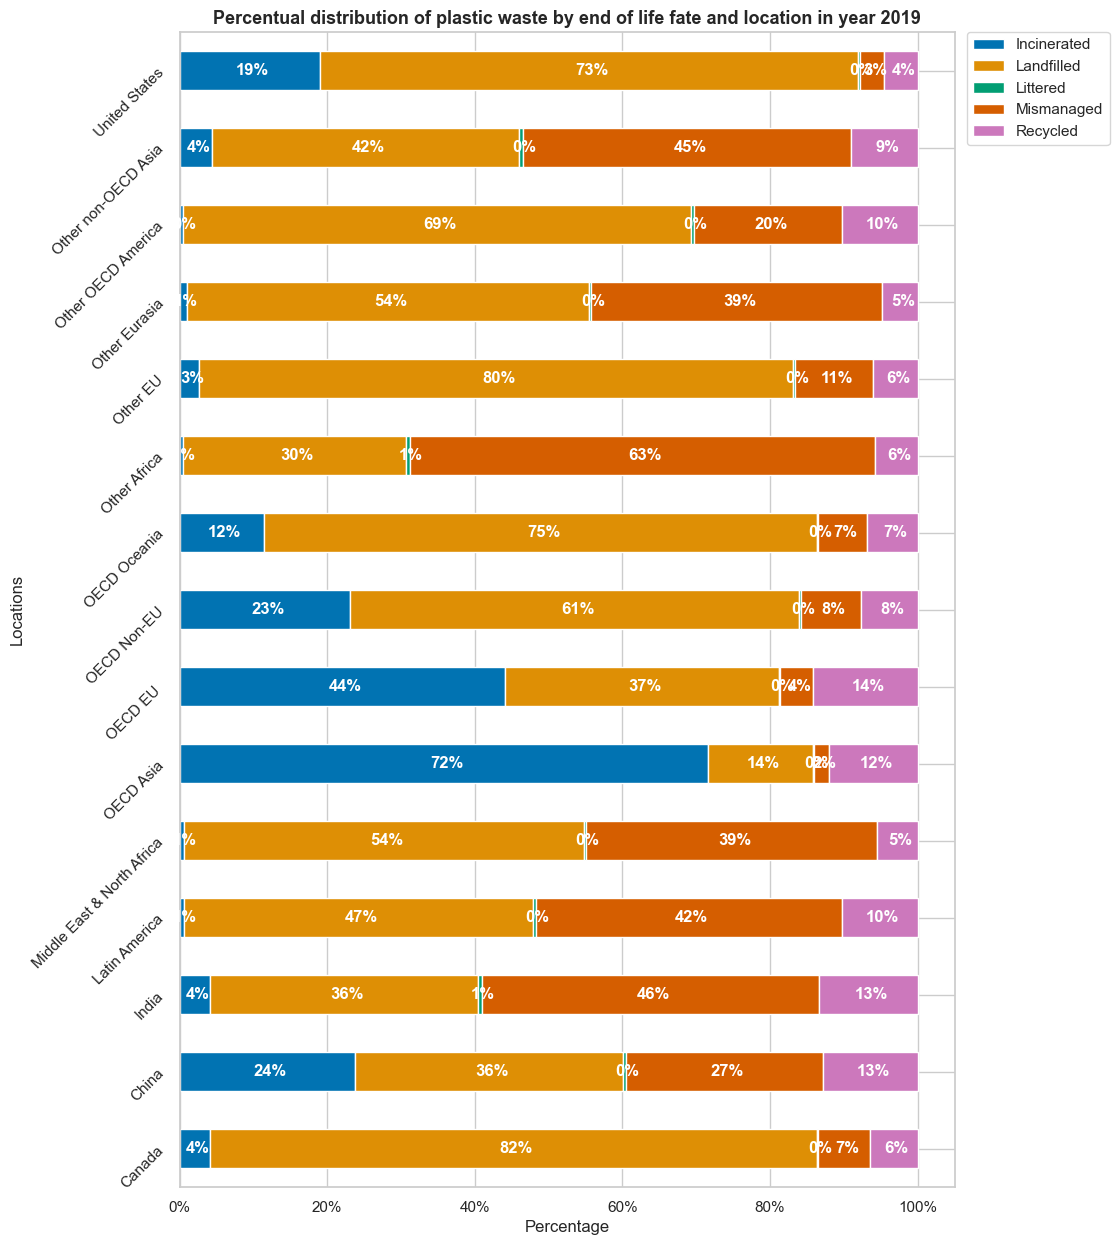 Percentual distribution of plastic waste by end of life fate and location in year 2019
Incinerated
Landfilled
Littered
Mismanaged
Recycled
United States 19% 73% 0% 3% 4%
Other non-OECD Asia 4% 42% 0% 45% 9%
Other OECD America % 69% 0% 20% 10%
Other Eurasia % 54% 0% 39% 5%
Other EU 3% 80% 0% 11% 6%
Other Africa % 30% 1% 63% 6%
OECD Oceania 12% 75% 0% 7% 7%
OECD Non-EU 23% 61% 0% 8% 8%
OECD EU 44% 37% 0% 4% 14%
OECD Asia 72% 14% 0% 2% 12%
Middle East & North Africa % 54% 0% 39% 5%
Latin America % 47% 0% 42% 10%
India 4% 36% 1% 46% 13%
China 24% 36% 0% 27% 13%
Canada 4% 82% 0% 7% 6%
Locations
0% 20% 40% 60% 80% 100%
Percentage